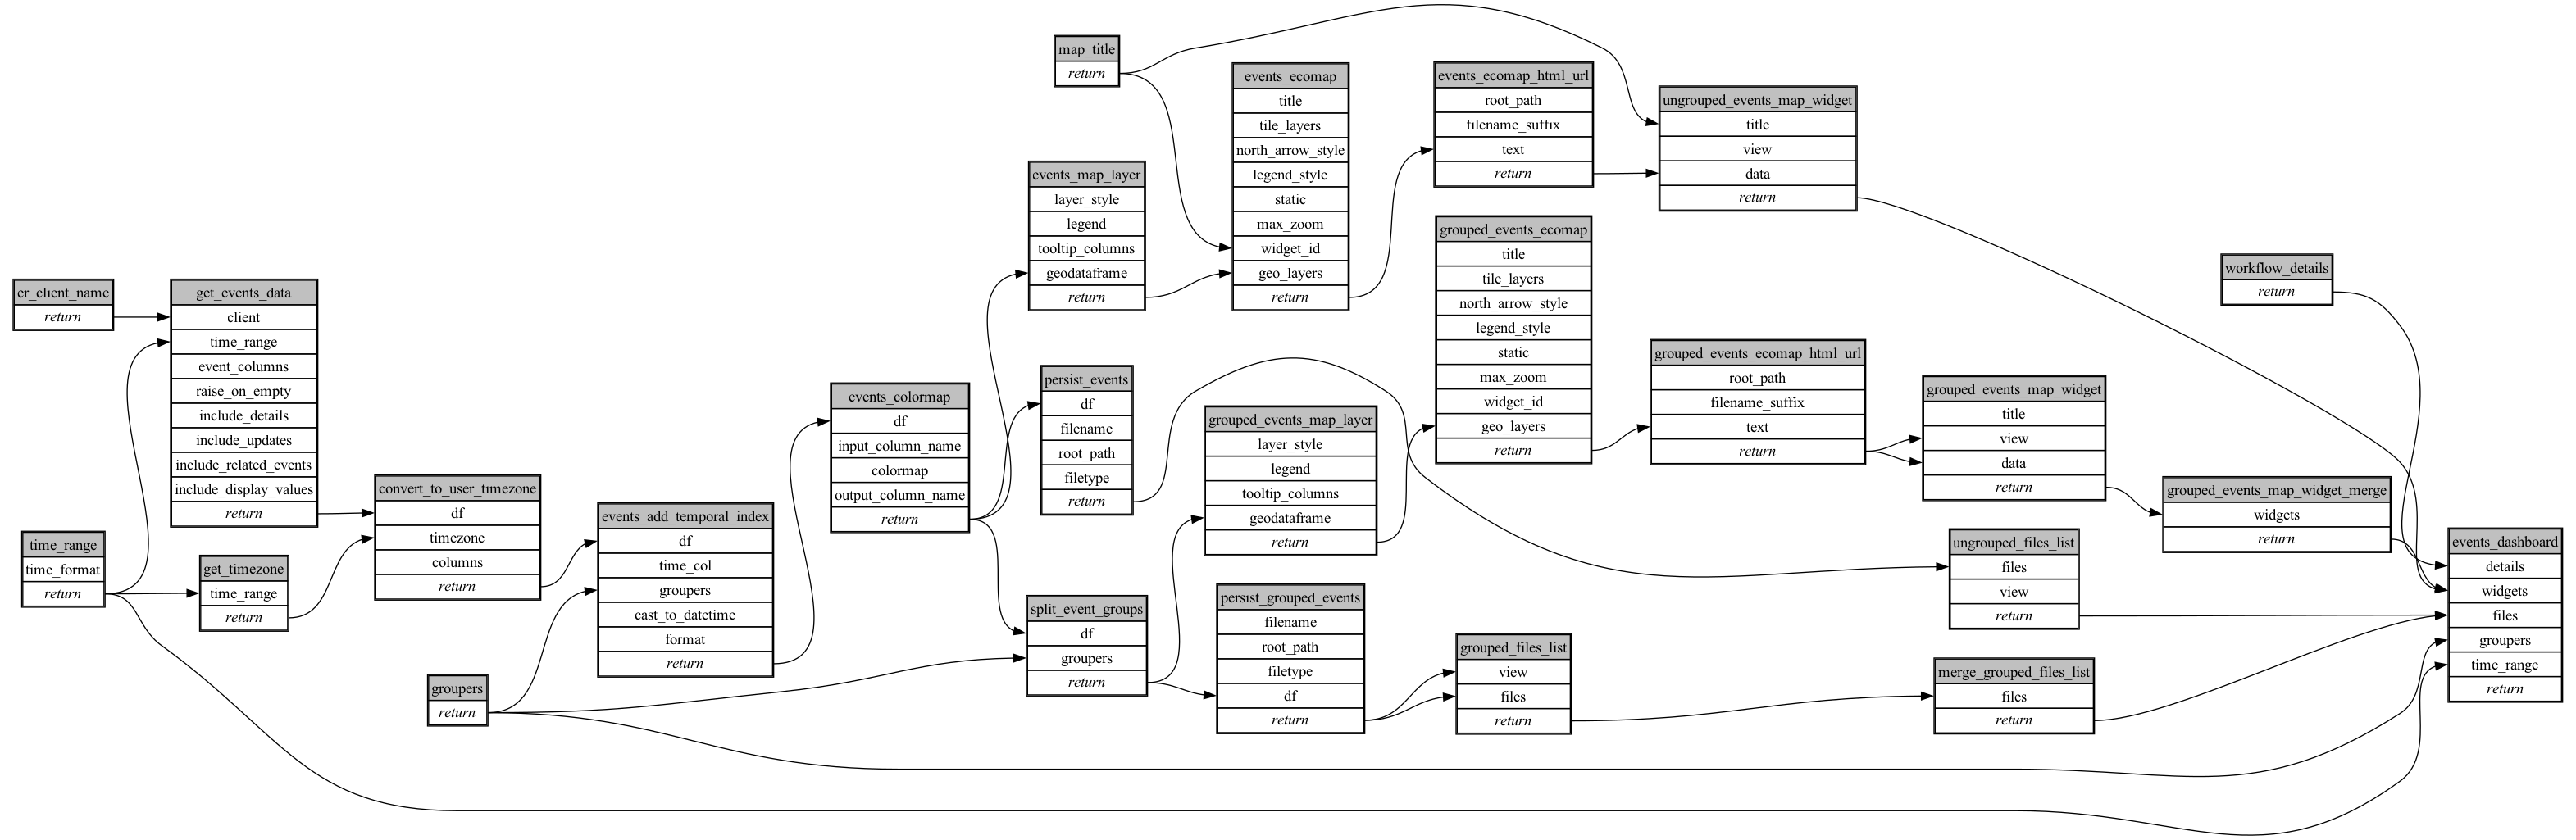 er_client_name
return
time_range
time_format
return
get_events_data
client
time_range
event_columns
raise_on_empty
include_details
include_updates
include_related_events
include_display_values
return
get_timezone
time_range
return
convert_to_user_timezone
df
timezone
columns
return
groupers
return
events_add_temporal_index
df
time_col
groupers
cast_to_datetime
format
return
events_colormap
df
input_column_name
colormap
output_column_name
return
map_title
return
events_map_layer
layer_style
legend
tooltip_columns
geodataframe
return
persist_events
df
filename
root_path
filetype
return
split_event_groups
df
groupers
return
events_ecomap
title
tile_layers
north_arrow_style
legend_style
static
max_zoom
widget_id
geo_layers
return
grouped_events_map_layer
layer_style
legend
tooltip_columns
geodataframe
return
persist_grouped_events
filename
root_path
filetype
df
return
events_ecomap_html_url
root_path
filename_suffix
text
return
grouped_events_ecomap
title
tile_layers
north_arrow_style
legend_style
static
max_zoom
widget_id
geo_layers
return
grouped_files_list
view
files
return
ungrouped_events_map_widget
title
view
data
return
grouped_events_ecomap_html_url
root_path
filename_suffix
text
return
grouped_events_map_widget
title
view
data
return
ungrouped_files_list
files
view
return
merge_grouped_files_list
files
return
workflow_details
return
grouped_events_map_widget_merge
widgets
return
events_dashboard
details
widgets
files
groupers
time_range
return